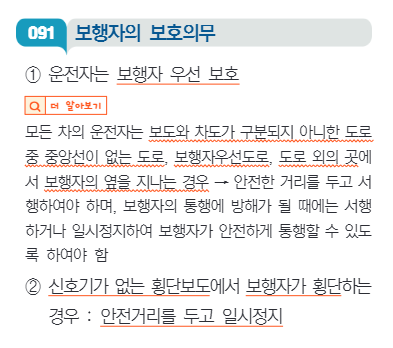 091 보행자의 보호의무
① 운전자는 보행자 우선 보호
더 알아보기
모든 차의 운전자는 보도와 차도가 구분되지 아니한 도로
중 중앙선이 없는 도로, 보행자우선도로, 도로 외의 곳에
서 보행자의 옆을 지나는 경우 → 안전한 거리를 두고 서
행하여야 하며, 보행자의 통행에 방해가 될 때에는 서행
하거나 일시정지하여 보행자가 안전하게 통행할 수 있도
록 하여야 함
② 신호기가 없는 횡단보도에서 보행자가 횡단하는
경우 : 안전거리를 두고 일시정지